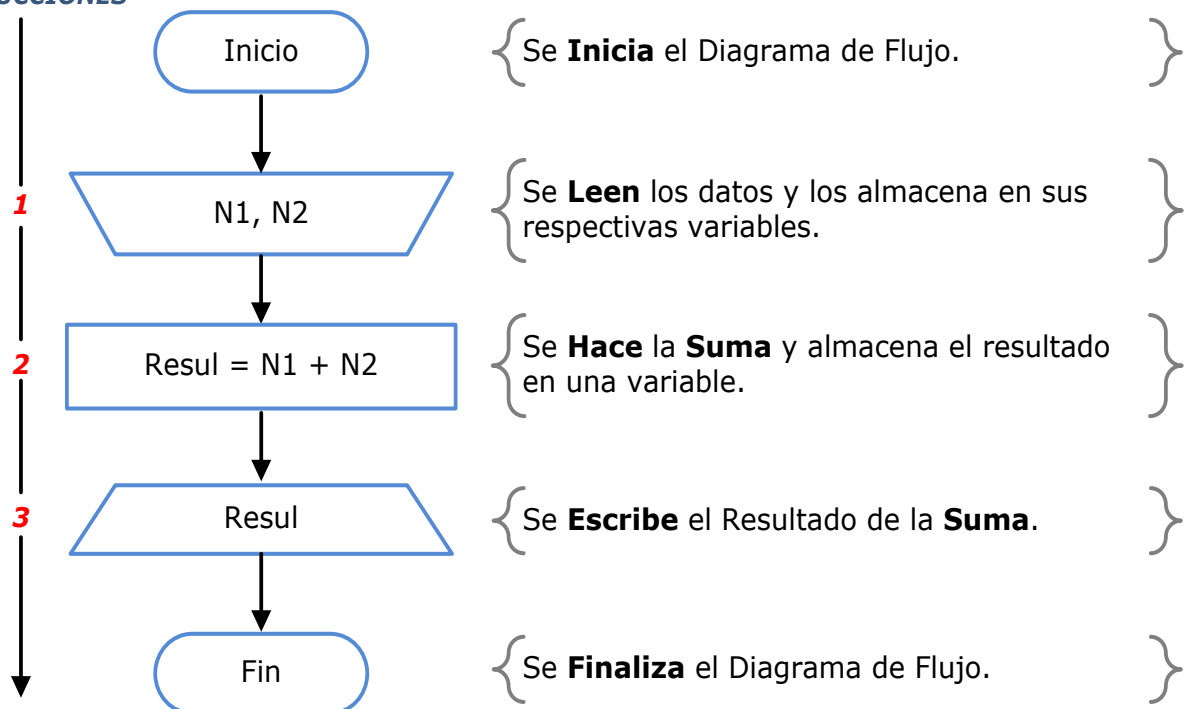 Inicio
Se Inicia el Diagrama de Flujo.
1
N1, N2
Se Leen los datos y los almacena en sus
respectivas variables.
2
Resul = N1 + N2
Se Hace la Suma y almacena el resultado
en una variable.
3
Resul
Se Escribe el Resultado de la Suma.
Fin
Se Finaliza el Diagrama de Flujo.